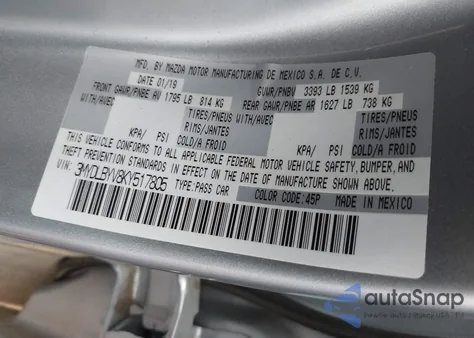 MFD. BY MAZDA MOTOR MANUFACTURING DE MEXICO S.A. DE C.V.
DATE 01/19 GVWR/PNBV 3393 LB 1539 KG
FRONT GAWR/PNBE AV 1795 LB 814 KG REAR GAWR/PNBE AR 1627 LB 738 KG
WITH/AVEC TIRES/PNEUS WITH/AVEC TIRES/PNEUS
RIMS/JANTES RIMS/JANTES
KPA/ PSI COLD/A FROID KPA/ PSI COLD/A FROID
THIS VEHICLE CONFORMS TO ALL APPLICABLE FEDERAL MOTOR VEHICLE SAFETY, BUMPER, AND
THEFT PREVENTION STANDARDS IN EFFECT ON THE DATE OF MANUFACTURE SHOWN ABOVE.
VIN: 3MYDLBYV8KY517805 TYPE: PASS CAR
COLOR CODE: 45P MADE IN MEXICO
autoSnap